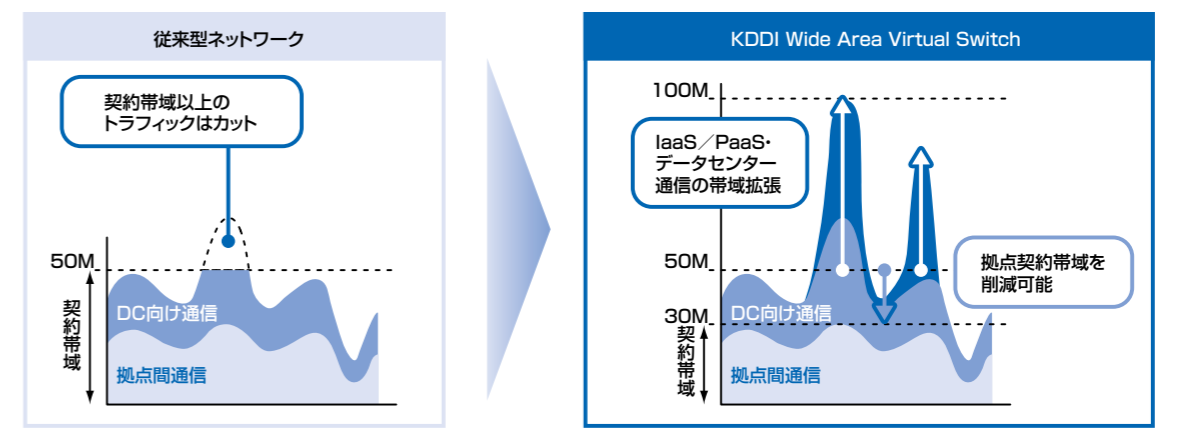 従来型ネットワーク
契約帯域以上の
トラフィックはカット
50M
契約帯域
DC向け通信
拠点間通信
KDDI Wide Area Virtual Switch
100M
IaaS／PaaS・
データセンター
通信の帯域拡張
50M
拠点契約帯域を
削減可能
30M
DC向け通信
契約帯域
拠点間通信